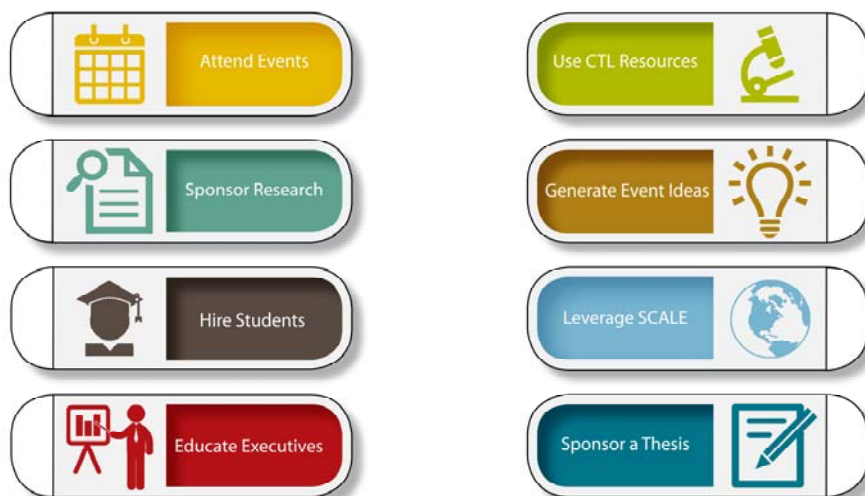 Attend Events
Use CTL Resources
Sponsor Research
Generate Event Ideas
Hire Students
Leverage SCALE
Educate Executives
Sponsor a Thesis